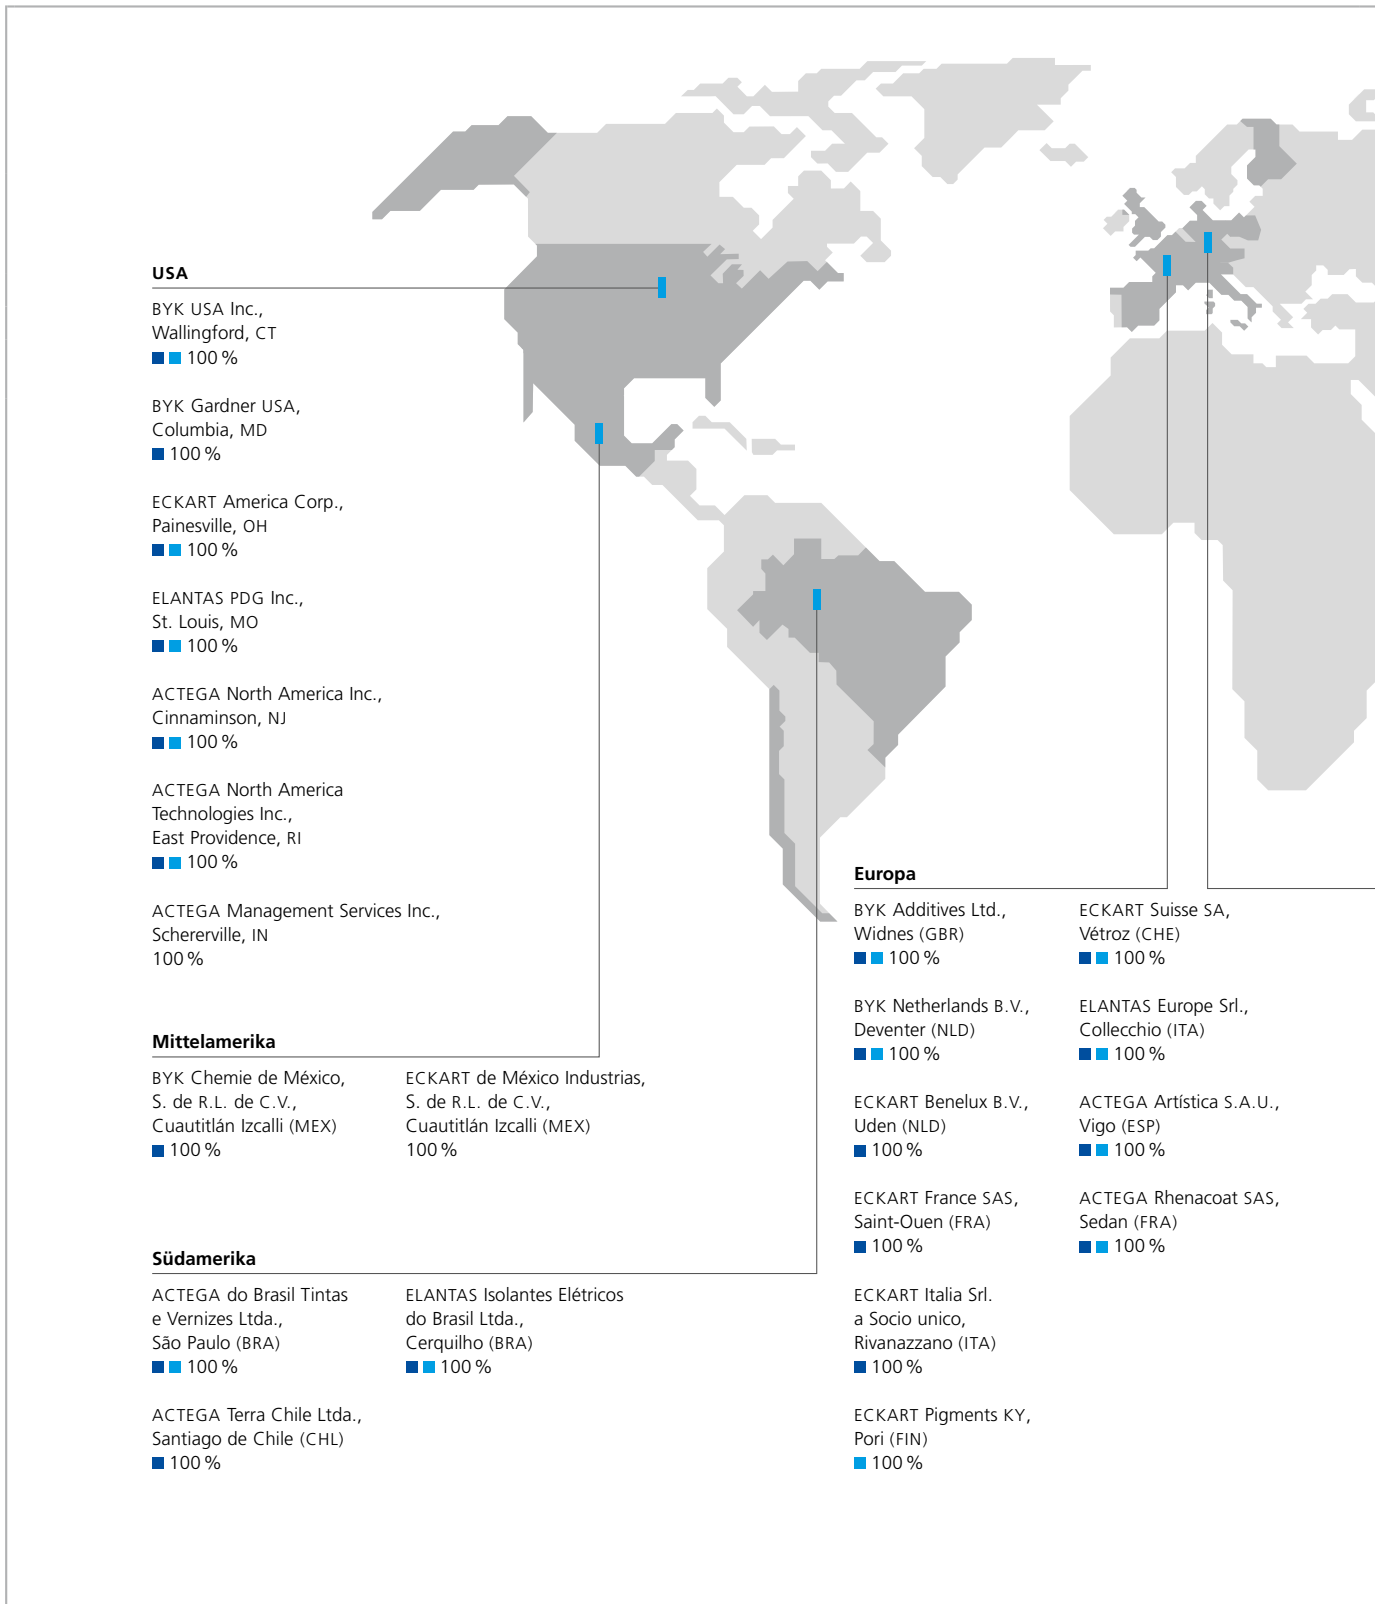 USA
BYK USA Inc.,
Wallingford, CT
100 %
BYK Gardner USA,
Columbia, MD
100 %
ECKART America Corp.,
Painesville, OH
100 %
ELANTAS PDG Inc.,
St. Louis, MO
100 %
ACTEGA North America Inc.,
Cinnaminson, NJ
100 %
ACTEGA North America
Technologies Inc.,
East Providence, RI
100 %
ACTEGA Management Services Inc.,
Schererville, IN
100 %
Mittelamerika
BYK Chemie de México,
S. de R.L. de C.V.,
Cuautitlán Izcalli (MEX)
100 %
ECKART de México Industrias,
S. de R.L. de C.V.,
Cuautitlán Izcalli (MEX)
100 %
Südamerika
ACTEGA do Brasil Tintas
e Vernizes Ltda.,
São Paulo (BRA)
100 %
ACTEGA Terra Chile Ltda.,
Santiago de Chile (CHL)
100 %
ELANTAS Isolantes Elétricos
do Brasil Ltda.,
Cerquilho (BRA)
100 %
Europa
BYK Additives Ltd.,
Widnes (GBR)
100 %
BYK Netherlands B.V.,
Deventer (NLD)
100 %
ECKART Benelux B.V.,
Uden (NLD)
100 %
ECKART France SAS,
Saint-Ouen (FRA)
100 %
ECKART Italia Srl.
a Socio unico,
Rivanazzano (ITA)
100 %
ECKART Pigments KY,
Pori (FIN)
100 %
ECKART Suisse SA,
Vétroz (CHE)
100 %
ELANTAS Europe Srl.,
Collecchio (ITA)
100 %
ACTEGA Artística S.A.U.,
Vigo (ESP)
100 %
ACTEGA Rhenacoat SAS,
Sedan (FRA)
100 %